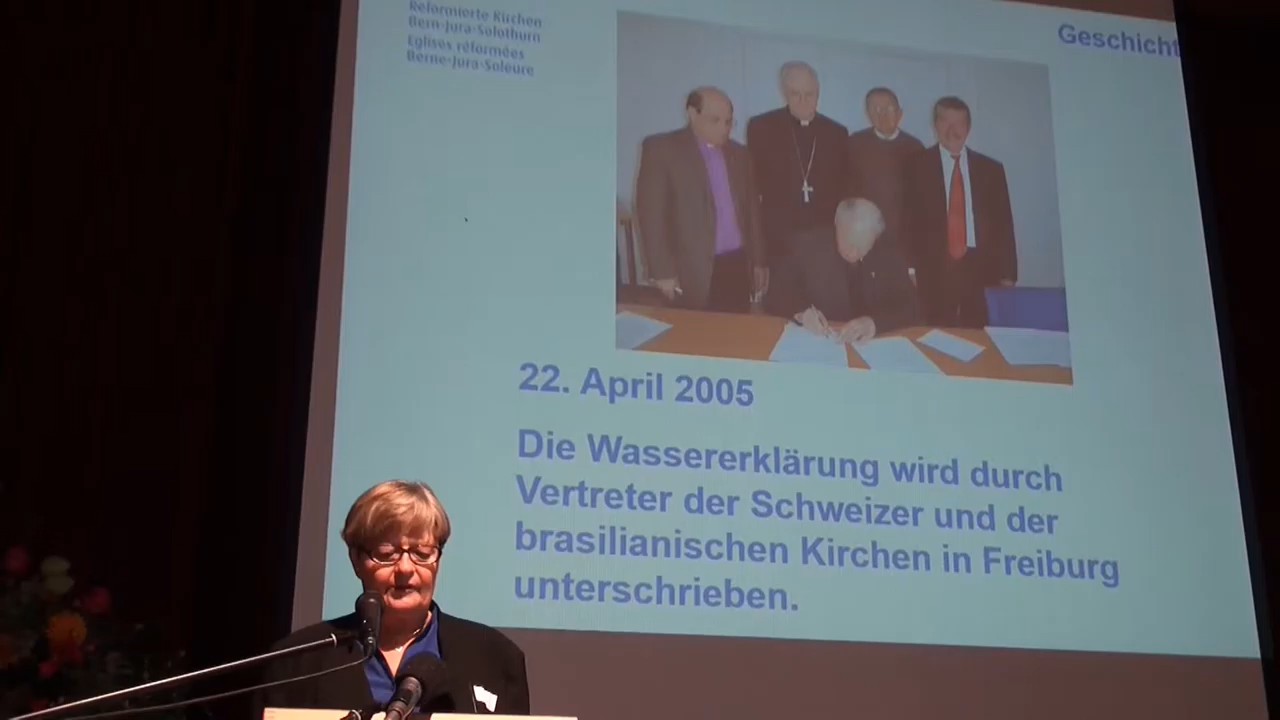 Reformierte Kirchen
Bern-Jura-Solothurn
Eglises réformées
Berne-Jura-Soleure
Geschicht
22. April 2005
Die Wassererklärung wird durch
Vertreter der Schweizer und der
brasilianischen Kirchen in Freiburg
unterschrieben.